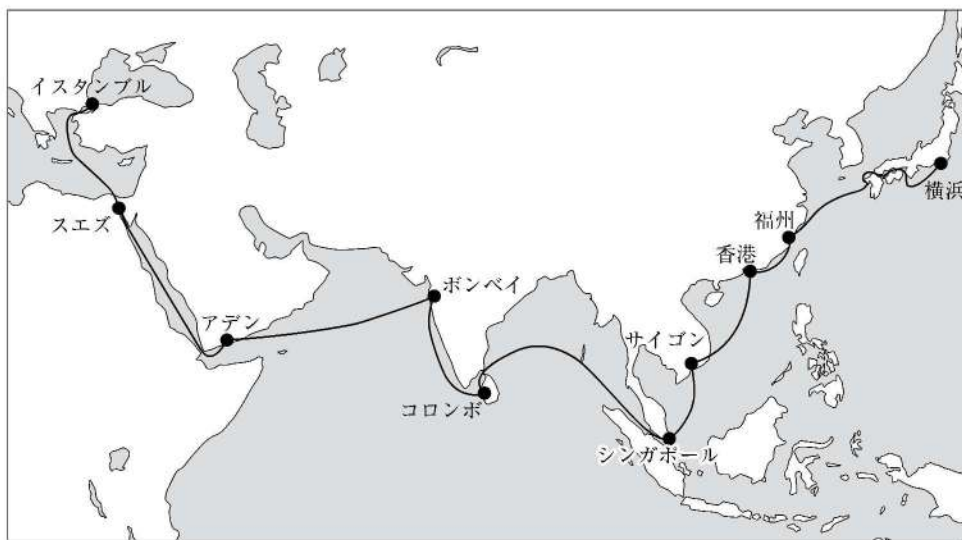 イスタンブル
スエズ
アデン
ボンベイ
コロンボ
シンガポール
サイゴン
香港
福州
横浜